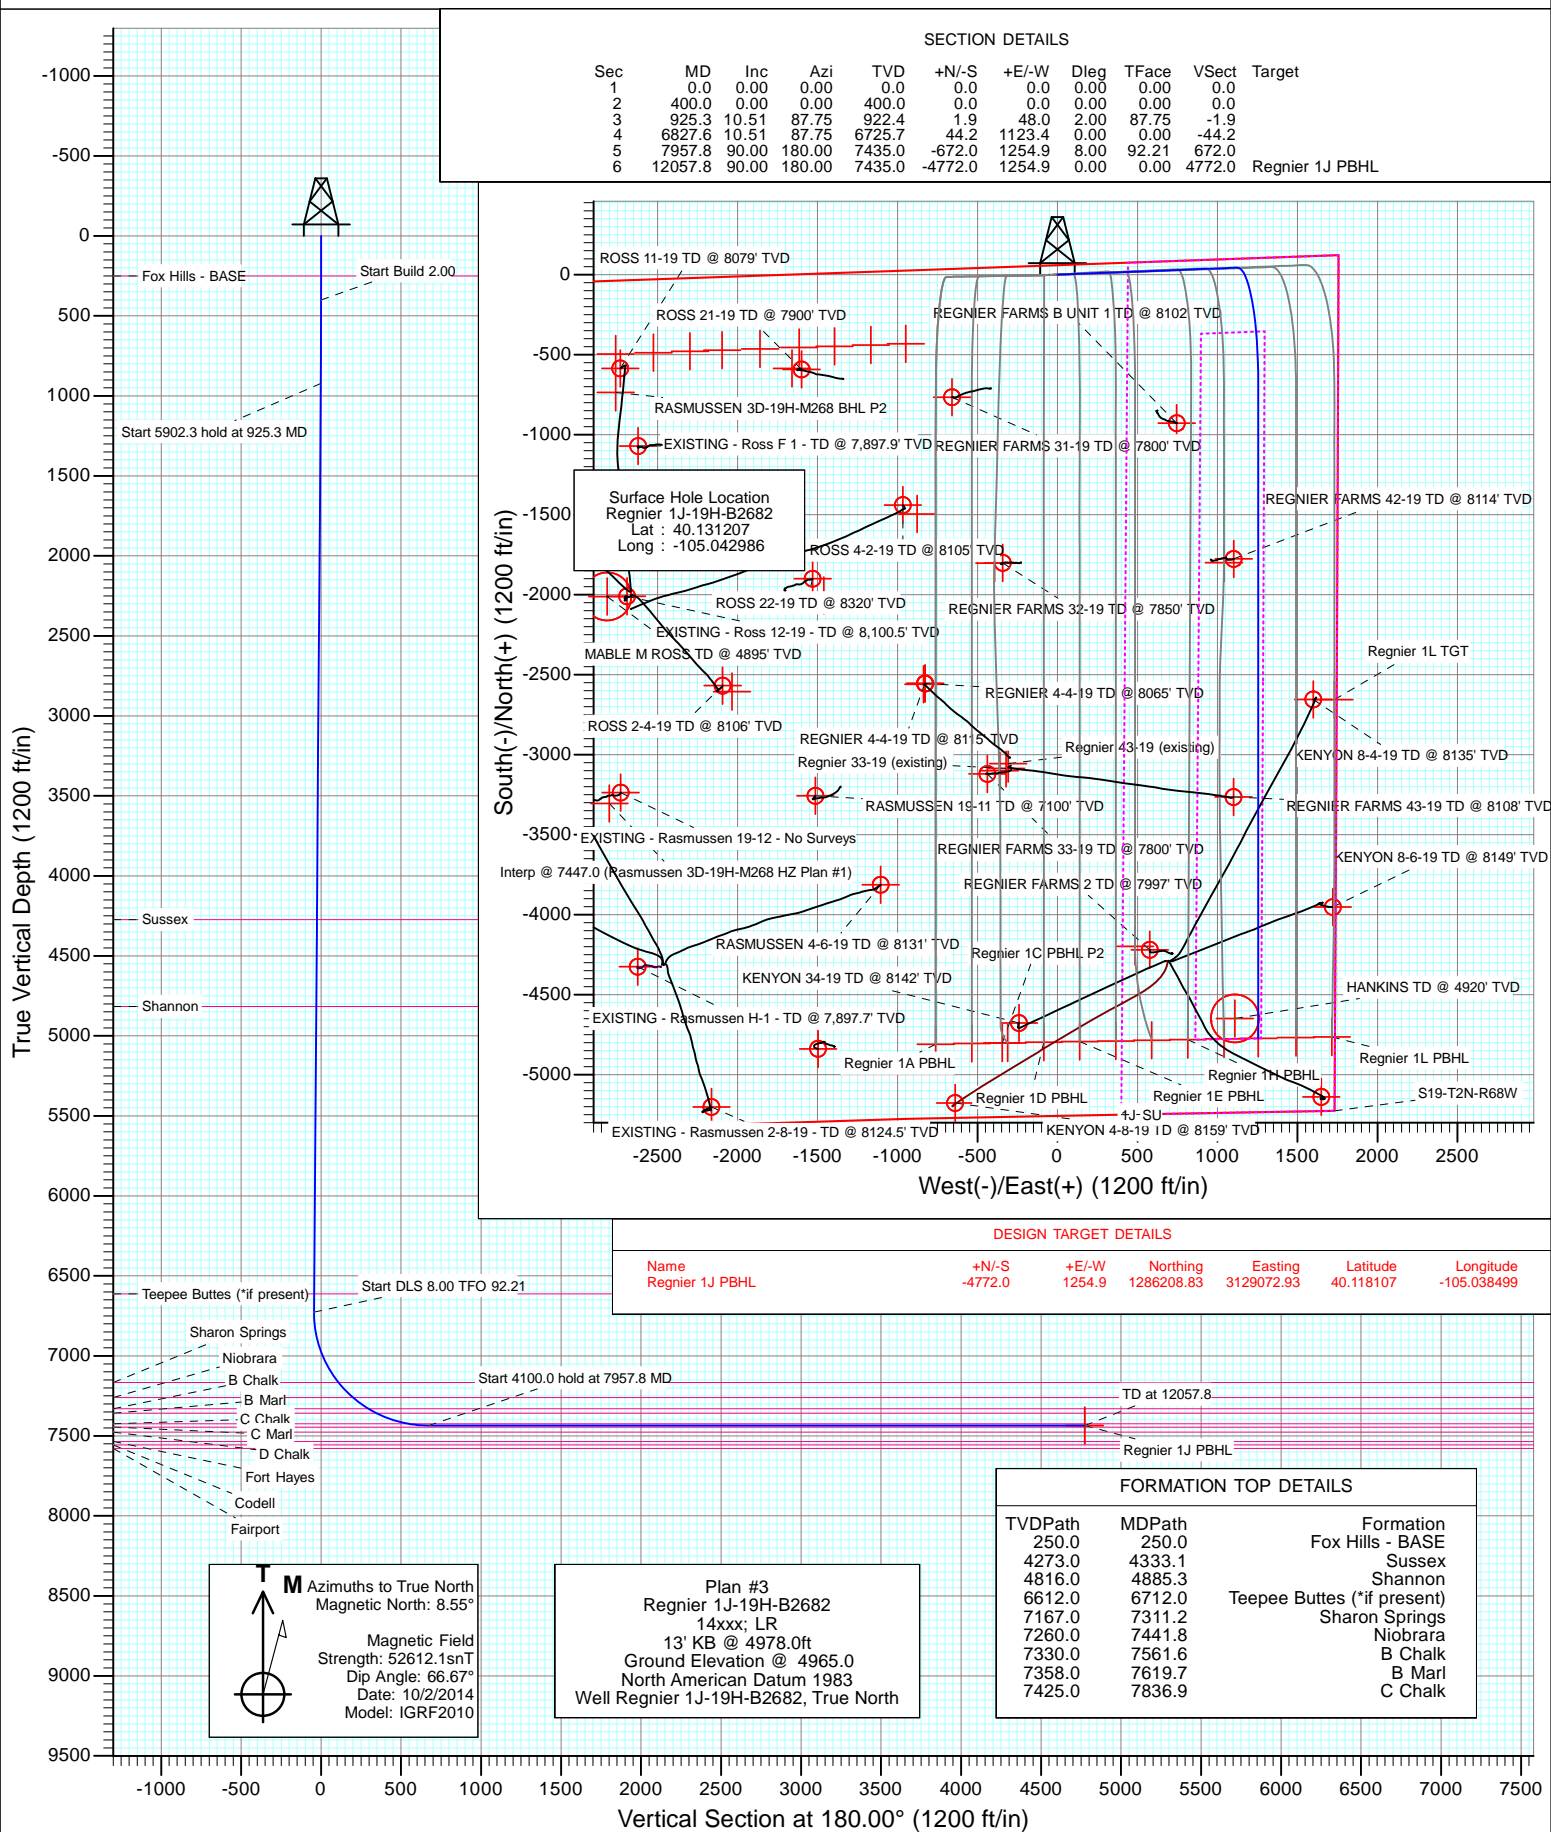 SECTION DETAILS
Sec MD Inc Azi TVD +N/-S +E/-W Dleg TFace VSect Target
1 0.0 0.00 0.00 0.0 0.0 0.0 0.00 0.00 0.0
2 400.0 0.00 0.00 400.0 0.0 0.0 0.00 0.00 0.0
3 925.3 10.51 87.75 922.4 1.9 48.0 2.00 87.75 -1.9
4 6827.6 10.51 87.75 6725.7 44.2 1123.4 0.00 0.00 -44.2
5 7957.8 90.00 180.00 7435.0 -672.0 1254.9 8.00 92.21 672.0
6 12057.8 90.00 180.00 7435.0 -4772.0 1254.9 0.00 0.00 4772.0 Regnier 1J PBHL
True Vertical Depth (1200 ft/in)
-1000
-500
0
500
1000
1500
2000
2500
3000
3500
4000
4500
5000
5500
6000
6500
7000
7500
8000
8500
9000
9500
Fox Hills - BASE
Start Build 2.00
Start 5902.3 hold at 925.3 MD
Sussex
Shannon
Teepee Buttes (*if present)
Start DLS 8.00 TFO 92.21
Sharon Springs
Niobrara
B Chalk
B Marl
C Chalk
C Marl
D Chalk
Fort Hayes
Codell
Fairport
Start 4100.0 hold at 7957.8 MD
TD at 12057.8
Regnier 1J PBHL
-1000 -500 0 500 1000 1500 2000 2500 3000 3500 4000 4500 5000 5500 6000 6500 7000 7500
Vertical Section at 180.00° (1200 ft/in)
South(-)/North(+) (1200 ft/in)
0
-500
-1000
-1500
-2000
-2500
-3000
-3500
-4000
-4500
-5000
ROSS 11-19 TD @ 8079' TVD
ROSS 21-19 TD @ 7900' TVD
REGNIER FARMS B UNIT 1 TD @ 8102' TVD
RASMUSSEN 3D-19H-M268 BHL P2
EXISTING - Ross F 1 - TD @ 7,897.9' TVD
REGNIER FARMS 31-19 TD @ 7800' TVD
Surface Hole Location
Regnier 1J-19H-B2682
Lat : 40.131207
Long : -105.042986
REGNIER FARMS 42-19 TD @ 8114' TVD
ROSS 4-2-19 TD @ 8105' TVD
ROSS 22-19 TD @ 8320' TVD
REGNIER FARMS 32-19 TD @ 7850' TVD
EXISTING - Ross 12-19 - TD @ 8,100.5' TVD
MABLE M ROSS TD @ 4895' TVD
Regnier 1L TGT
REGNIER 4-4-19 TD @ 8065' TVD
ROSS 2-4-19 TD @ 8106' TVD
REGNIER 4-4-19 TD @ 8115' TVD
Regnier 43-19 (existing)
KENYON 8-4-19 TD @ 8135' TVD
Regnier 33-19 (existing)
RASMUSSEN 19-11 TD @ 7100' TVD
REGNIER FARMS 43-19 TD @ 8108' TVD
EXISTING - Rasmussen 19-12 - No Surveys
REGNIER FARMS 33-19 TD @ 7800' TVD
KENYON 8-6-19 TD @ 8149' TVD
Interp @ 7447.0 (Rasmussen 3D-19H-M268 HZ Plan #1)
REGNIER FARMS 2 TD @ 7997' TVD
RASMUSSEN 4-6-19 TD @ 8131' TVD
Regnier 1C PBHL P2
KENYON 34-19 TD @ 8142' TVD
HANKINS TD @ 4920' TVD
EXISTING - Rasmussen H-1 - TD @ 7,897.7' TVD
Regnier 1A PBHL
Regnier 1L PBHL
Regnier 1H PBHL
Regnier 1D PBHL
Regnier 1E PBHL
S19-T2N-R68W
1J-SU
EXISTING - Rasmussen 2-8-19 - TD @ 8124.5' TVD
KENYON 4-8-19 TD @ 8159' TVD
-2500 -2000 -1500 -1000 -500 0 500 1000 1500 2000 2500
West(-)/East(+) (1200 ft/in)
DESIGN TARGET DETAILS
Name +N/-S +E/-W Northing Easting Latitude Longitude
Regnier 1J PBHL -4772.0 1254.9 1286208.83 3129072.93 40.118107 -105.038499
T
M
Azimuths to True North
Magnetic North: 8.55°
Magnetic Field
Strength: 52612.1snT
Dip Angle: 66.67°
Date: 10/2/2014
Model: IGRF2010
Plan #3
Regnier 1J-19H-B2682
14xxx; LR
13' KB @ 4978.0ft
Ground Elevation @ 4965.0
North American Datum 1983
Well Regnier 1J-19H-B2682, True North
FORMATION TOP DETAILS
TVDPath MDPath Formation
250.0 250.0 Fox Hills - BASE
4273.0 4333.1 Sussex
4816.0 4885.3 Shannon
6612.0 6712.0 Teepee Buttes (*if present)
7167.0 7311.2 Sharon Springs
7260.0 7441.8 Niobrara
7330.0 7561.6 B Chalk
7358.0 7619.7 B Marl
7425.0 7836.9 C Chalk